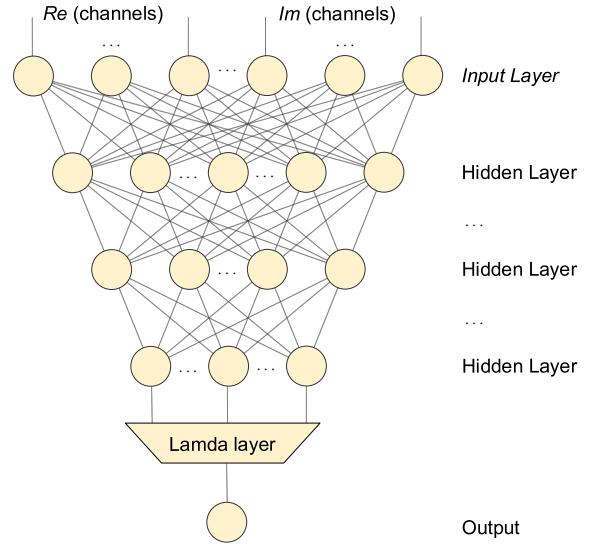 Re (channels)
Im (channels)
...
...
...
Input Layer
... ...
Hidden Layer
...
...
Hidden Layer
...
... ...
Hidden Layer
Lamda layer
Output